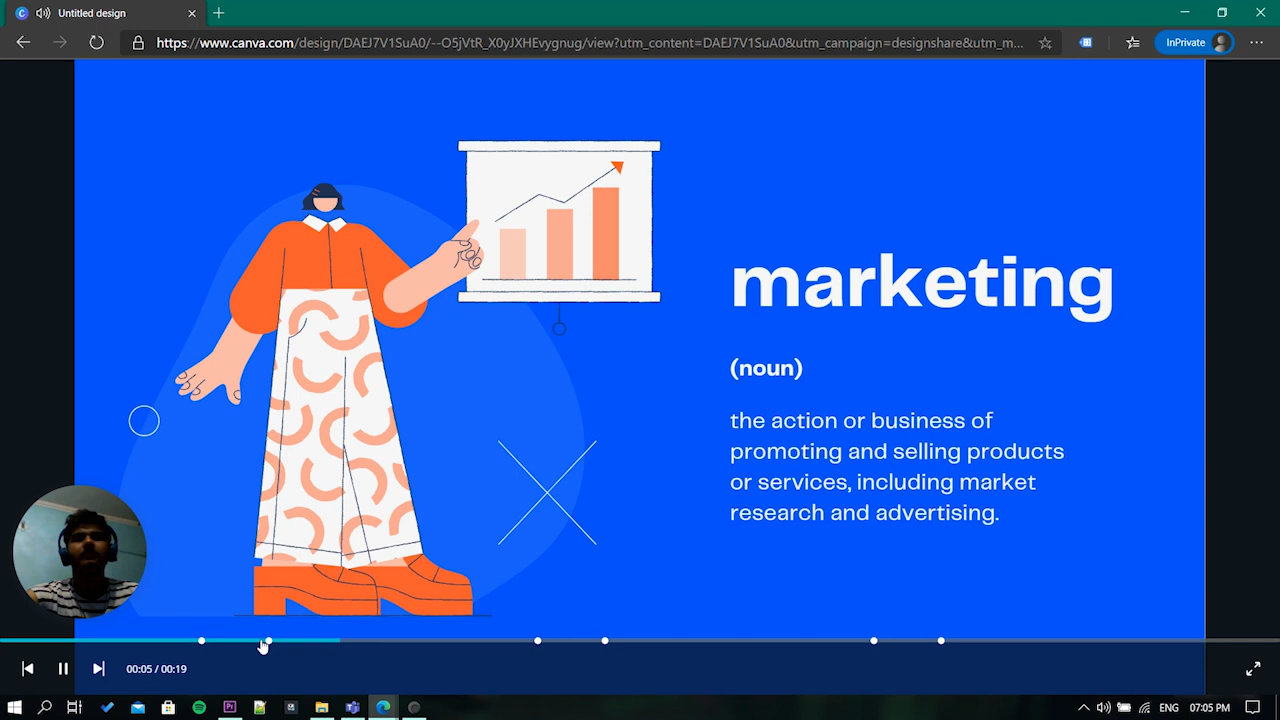 Untitled design
https://www.canva.com/design/DAEJ7V1SuA0/--O5jVtR_X0yJXHEvygnug/view?utm_content=DAEJ7V1SuA0&utm_campaign=designshare&utm_m...
InPrivate
marketing
(noun)
the action or business of
promoting and selling products
or services, including market
research and advertising.
00:05 / 00:19
ENG
07:05 PM